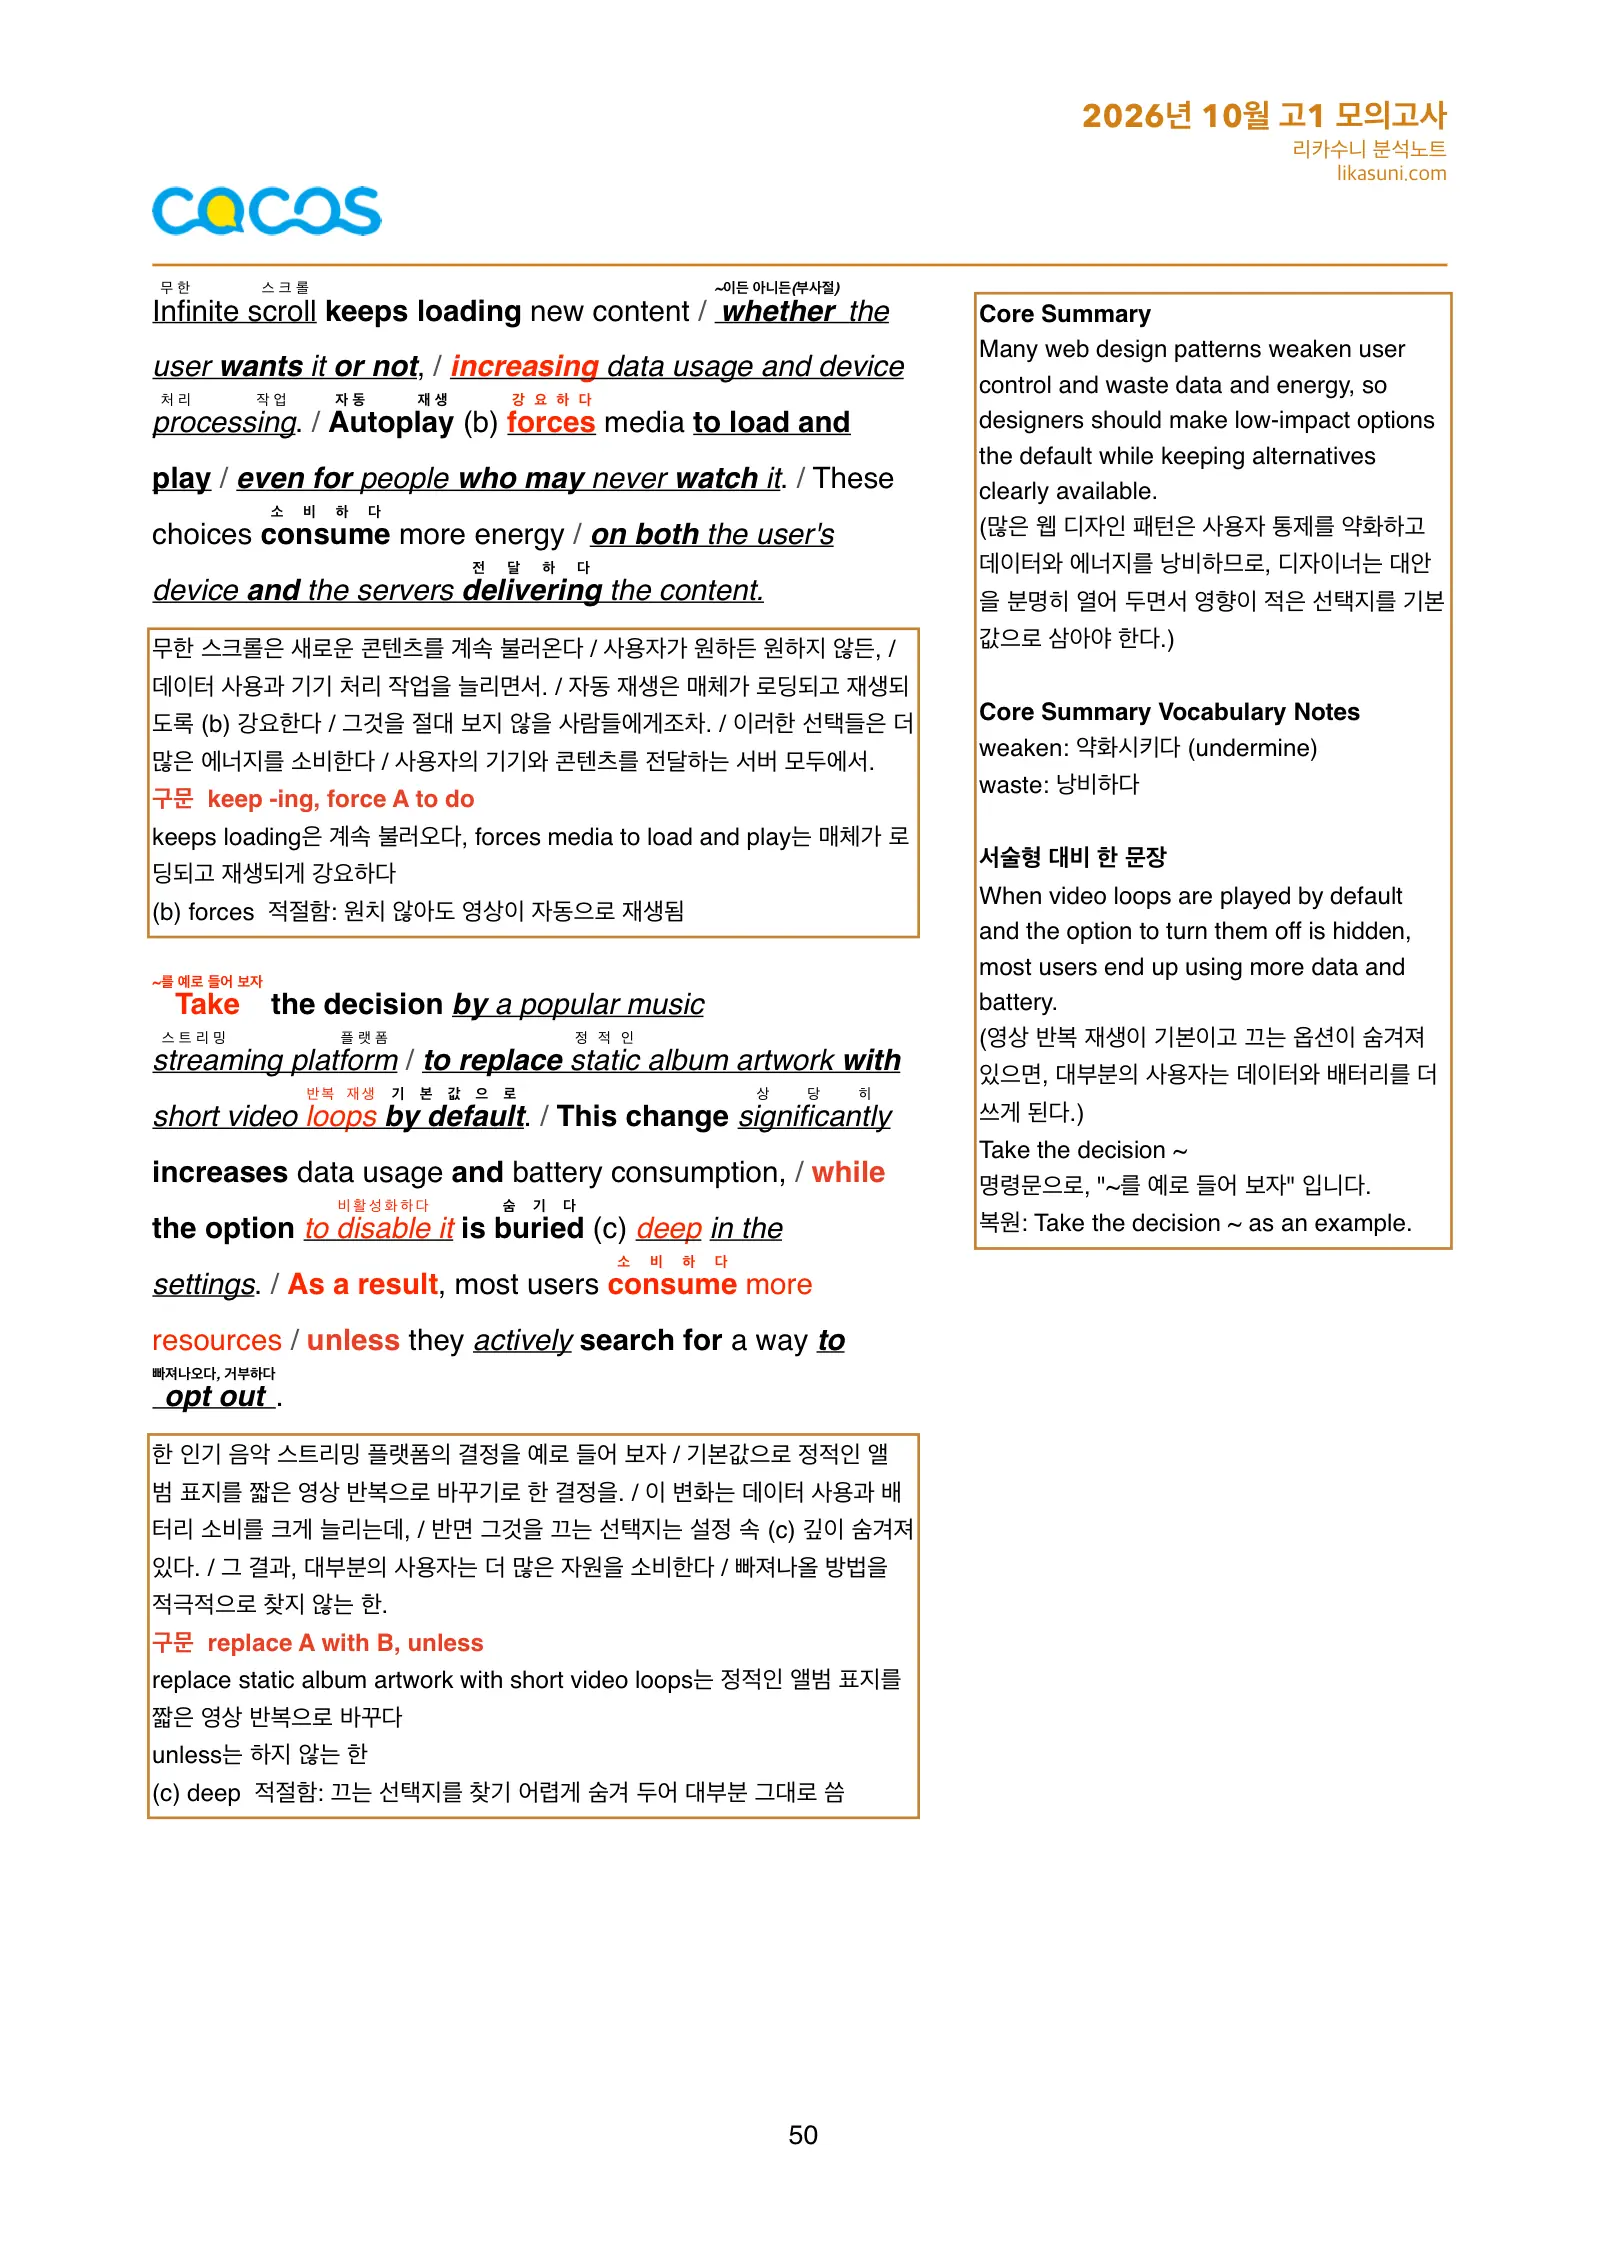 2026년 10월 고1 모의고사
리카수니 분석노트
likasuni.com
cacos
무한 스크롤 ~이든 아니든(부사절)
Infinite scroll keeps loading new content / whether the
user wants it or not, / increasing data usage and device
처리 작업 자동 재생 강요하다
processing. / Autoplay (b) forces media to load and
play / even for people who may never watch it. / These
소비하다
choices consume more energy / on both the user's
전달하다
device and the servers delivering the content.
무한 스크롤은 새로운 콘텐츠를 계속 불러온다 / 사용자가 원하든 원하지 않든, /
데이터 사용과 기기 처리 작업을 늘리면서. / 자동 재생은 매체가 로딩되고 재생되
도록 (b) 강요한다 / 그것을 절대 보지 않을 사람들에게조차. / 이러한 선택들은 더
많은 에너지를 소비한다 / 사용자의 기기와 콘텐츠를 전달하는 서버 모두에서.
구문 keep -ing, force A to do
keeps loading은 계속 불러오다, forces media to load and play는 매체가 로
딩되고 재생되게 강요하다
(b) forces 적절함: 원치 않아도 영상이 자동으로 재생됨
~를 예로 들어 보자
Take the decision by a popular music
스트리밍 플랫폼 정적인
streaming platform / to replace static album artwork with
반복 재생 기본값으로 상당히
short video loops by default. / This change significantly
increases data usage and battery consumption, / while
비활성화하다 숨기다
the option to disable it is buried (c) deep in the
소비하다
settings. / As a result, most users consume more
resources / unless they actively search for a way to
빠져나오다, 거부하다
opt out.
한 인기 음악 스트리밍 플랫폼의 결정을 예로 들어 보자 / 기본값으로 정적인 앨
범 표지를 짧은 영상 반복으로 바꾸기로 한 결정을. / 이 변화는 데이터 사용과 배
터리 소비를 크게 늘리는데, / 반면 그것을 끄는 선택지는 설정 속 (c) 깊이 숨겨져
있다. / 그 결과, 대부분의 사용자는 더 많은 자원을 소비한다 / 빠져나올 방법을
적극적으로 찾지 않는 한.
구문 replace A with B, unless
replace static album artwork with short video loops는 정적인 앨범 표지를
짧은 영상 반복으로 바꾸다
unless는 하지 않는 한
(c) deep 적절함: 끄는 선택지를 찾기 어렵게 숨겨 두어 대부분 그대로 씀
Core Summary
Many web design patterns weaken user
control and waste data and energy, so
designers should make low-impact options
the default while keeping alternatives
clearly available.
(많은 웹 디자인 패턴은 사용자 통제를 약화하고
데이터와 에너지를 낭비하므로, 디자이너는 대안
을 분명히 열어 두면서 영향이 적은 선택지를 기본
값으로 삼아야 한다.)
Core Summary Vocabulary Notes
weaken: 약화시키다 (undermine)
waste: 낭비하다
서술형 대비 한 문장
When video loops are played by default
and the option to turn them off is hidden,
most users end up using more data and
battery.
(영상 반복 재생이 기본이고 끄는 옵션이 숨겨져
있으면, 대부분의 사용자는 데이터와 배터리를 더
쓰게 된다.)
Take the decision ~
명령문으로, "~를 예로 들어 보자" 입니다.
복원: Take the decision ~ as an example.
50